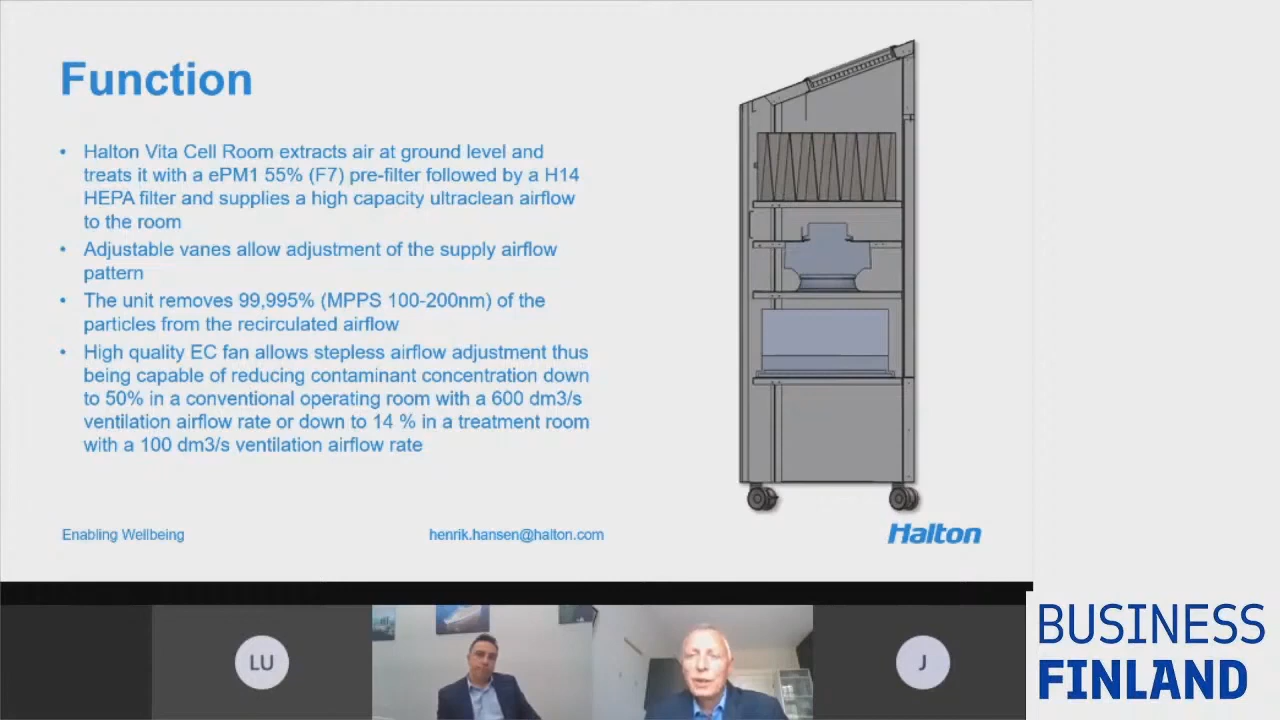 Function
• Halton Vita Cell Room extracts air at ground level and
treats it with a ePM1 55% (F7) pre-filter followed by a H14
HEPA filter and supplies a high capacity ultraclean airflow
to the room
• Adjustable vanes allow adjustment of the supply airflow
pattern
• The unit removes 99,995% (MPPS 100-200nm) of the
particles from the recirculated airflow
• High quality EC fan allows stepless airflow adjustment thus
being capable of reducing contaminant concentration down
to 50% in a conventional operating room with a 600 dm3/s
ventilation airflow rate or down to 14 % in a treatment room
with a 100 dm3/s ventilation airflow rate
Enabling Wellbeing
henrik.hansen@halton.com
Halton
LU
J
BUSINESS
FINLAND